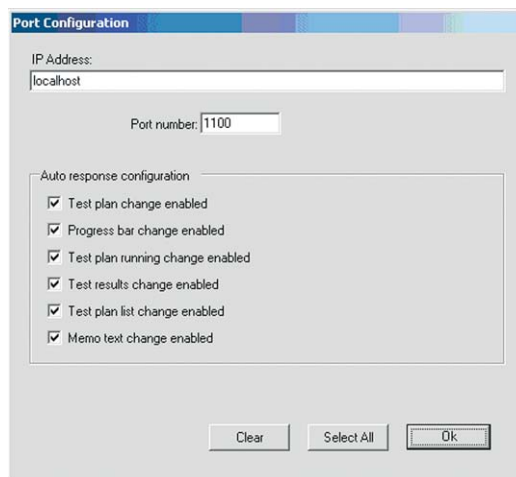 Port Configuration
IP Address:
localhost
Port number: 1100
Auto response configuration
Test plan change enabled
Progress bar change enabled
Test plan running change enabled
Test results change enabled
Test plan list change enabled
Memo text change enabled
Clear Select All Ok